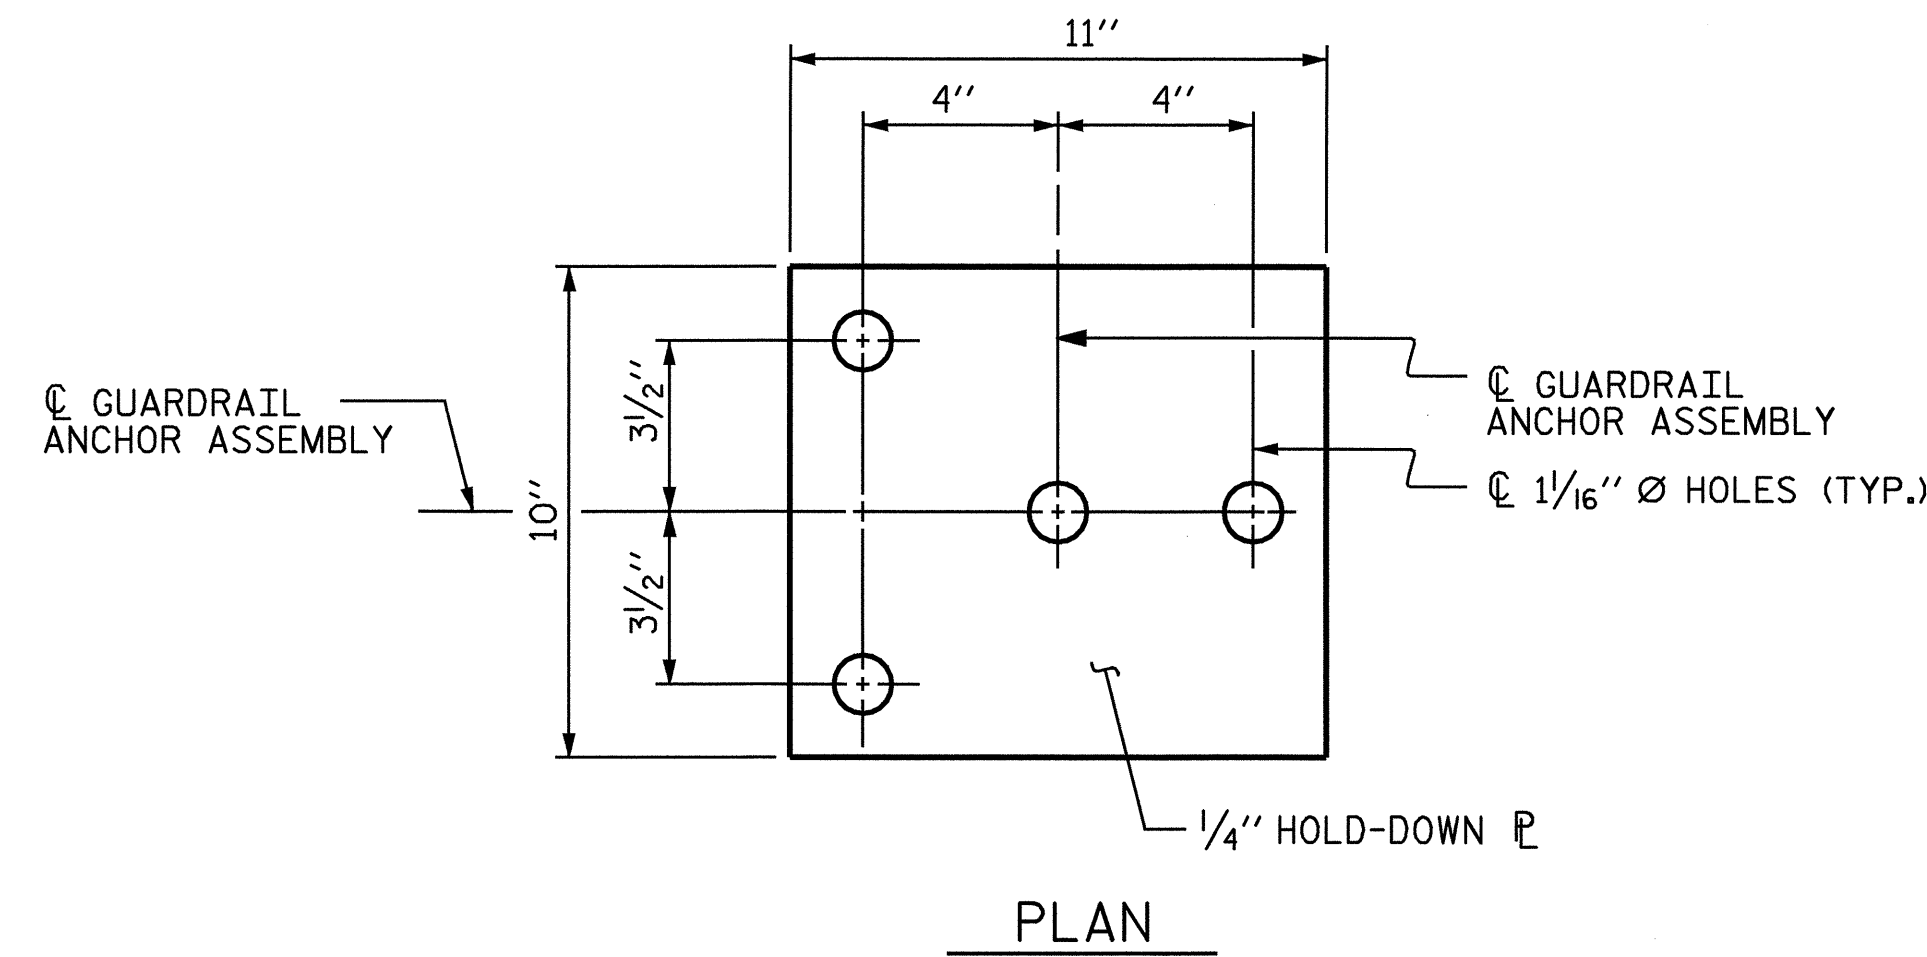 11"
4" 4"
℄ GUARDRAIL
ANCHOR ASSEMBLY
3 1/2"
10"
3 1/2"
℄ GUARDRAIL
ANCHOR ASSEMBLY
℄ 1 1/16" Ø HOLES (TYP.)
1/4" HOLD-DOWN ⅊
PLAN